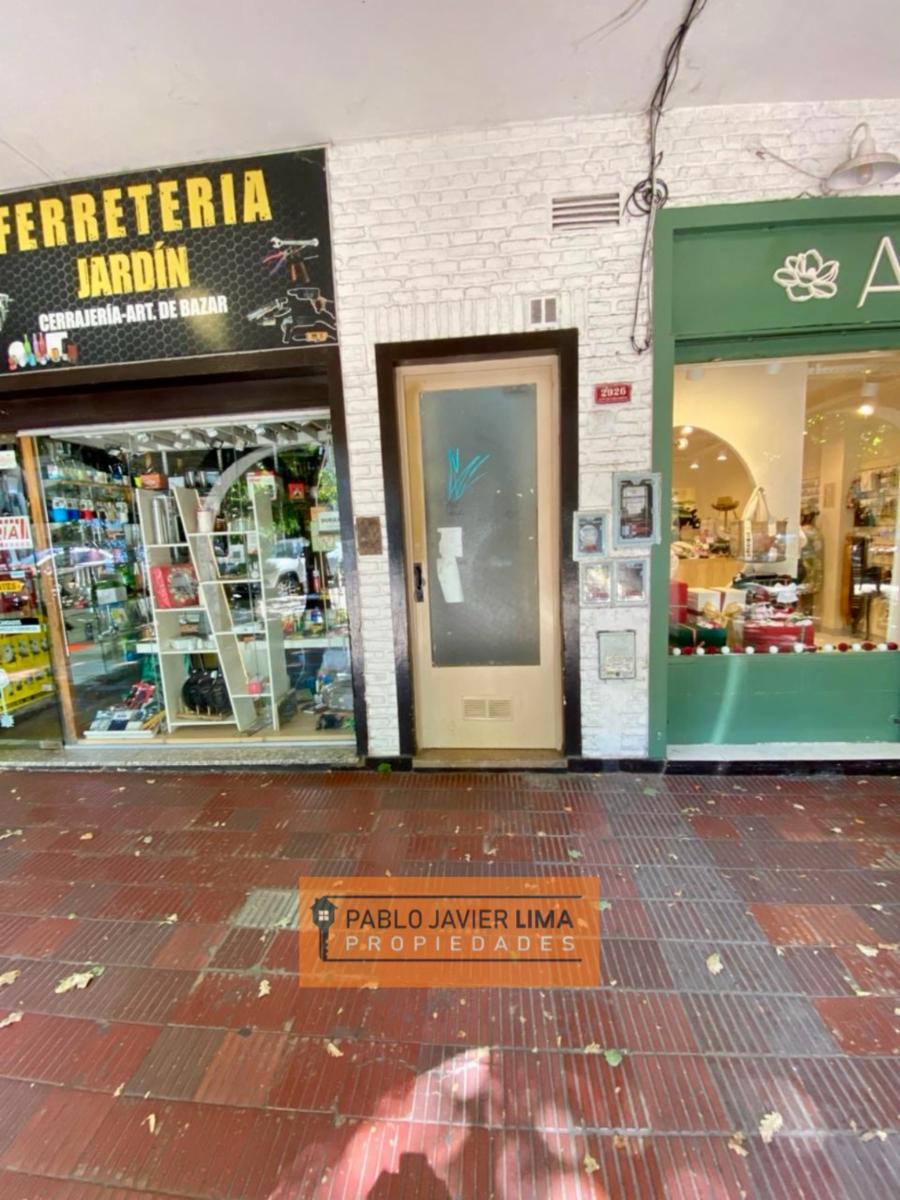 FERRETERIA
JARDÍN
CERRAJERÍA-ART. DE BAZAR
A
2926
PABLO JAVIER LIMA
PROPIEDADES